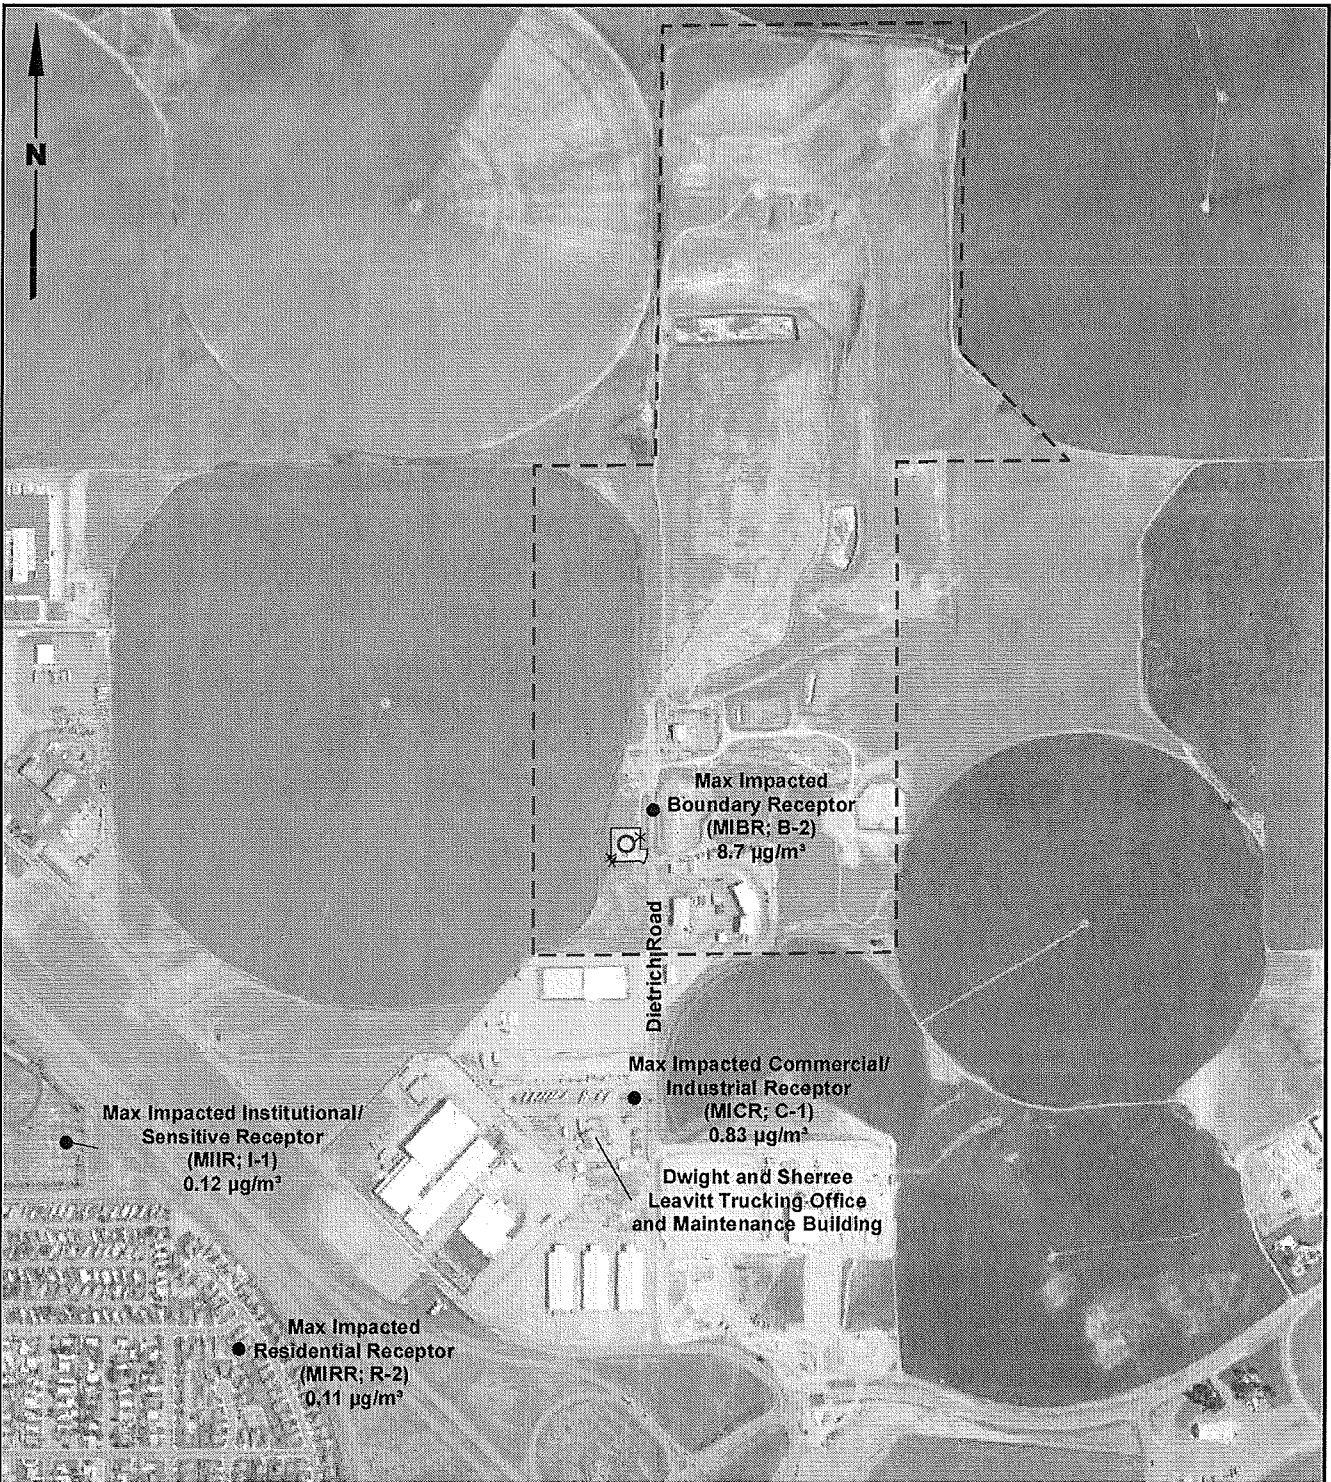 N
Max Impacted
Boundary Receptor
(MIBR; B-2)
8.7 µg/m³
Dietrich Road
Max Impacted Commercial/
Industrial Receptor
(MICR; C-1)
0.83 µg/m³
Max Impacted Institutional/
Sensitive Receptor
(MIIR; I-1)
0.12 µg/m³
Dwight and Sherree
Leavitt Trucking Office
and Maintenance Building
Max Impacted
Residential Receptor
(MIRR; R-2)
0.11 µg/m³